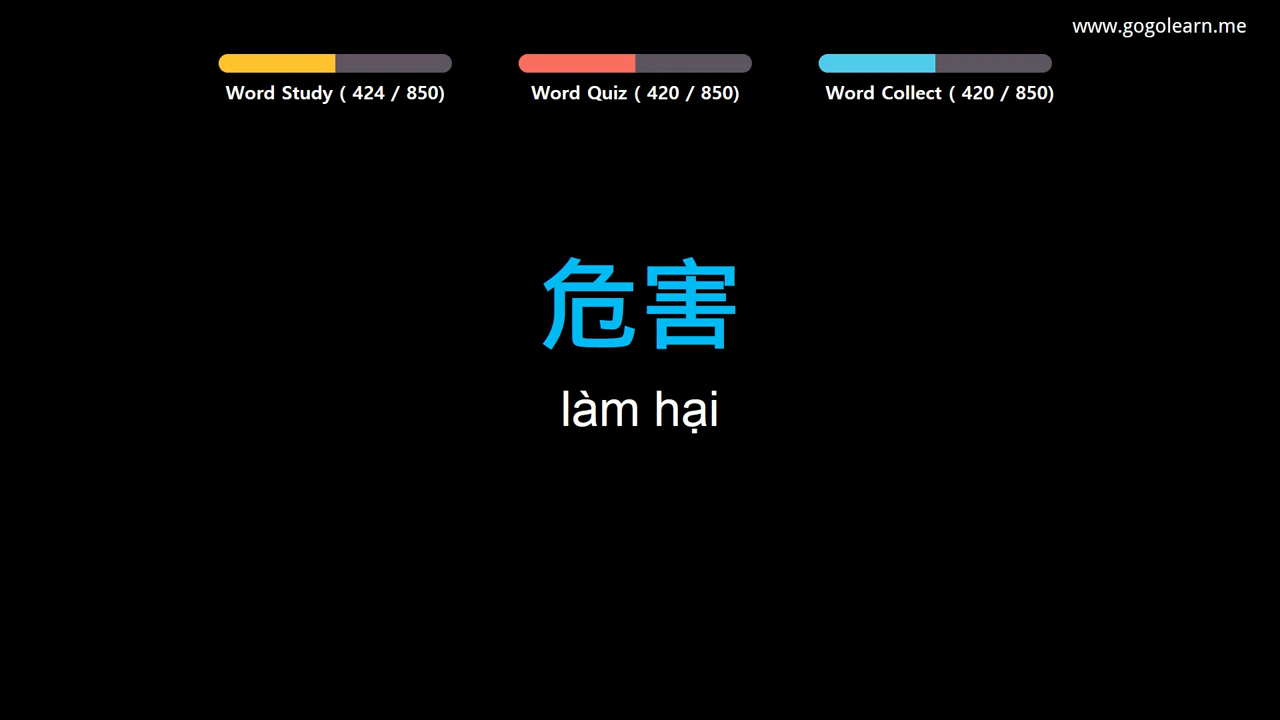 www.gogolearn.me
Word Study ( 424 / 850)
Word Quiz ( 420 / 850)
Word Collect ( 420 / 850)
危害
làm hại